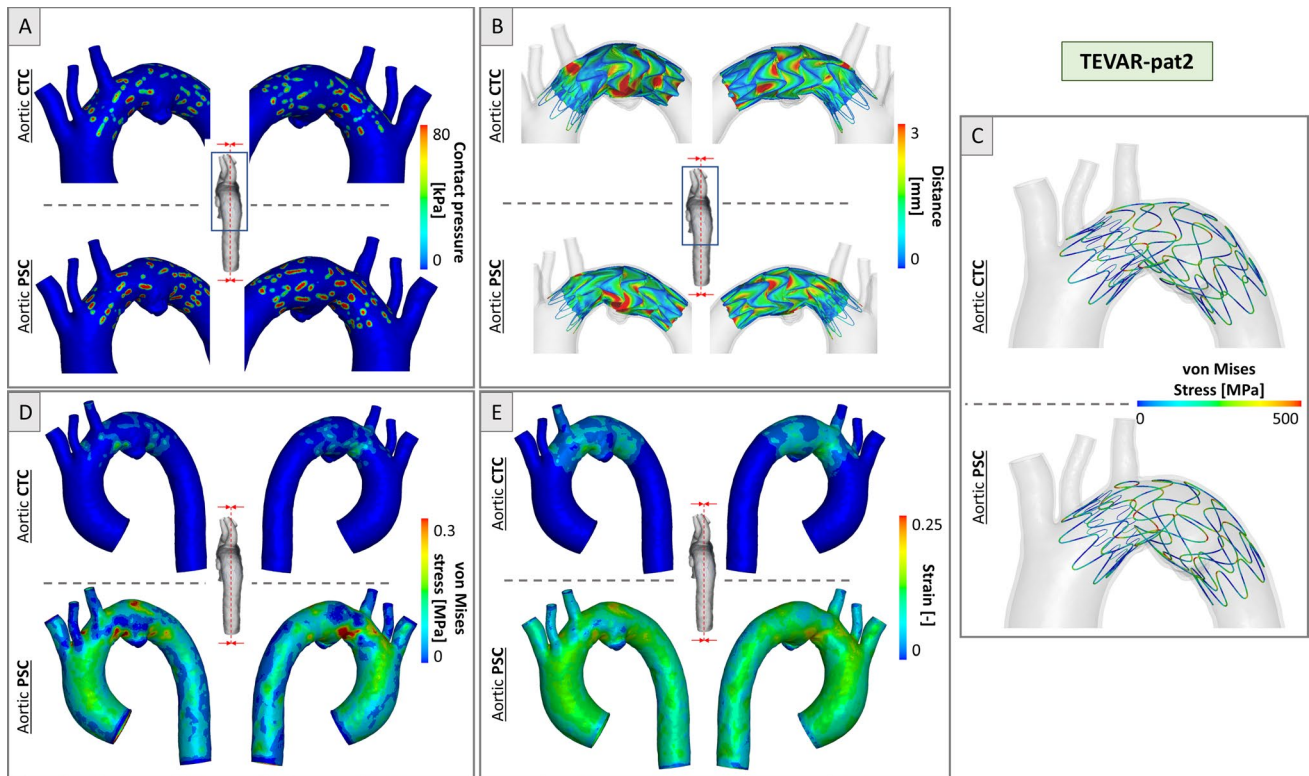 A
Aortic CTC
Aortic PSC
80
0
Contact pressure
[kPa]
B
Aortic CTC
Aortic PSC
3
0
Distance
[mm]
TEVAR-pat2
C
Aortic CTC
von Mises
Stress [MPa]
0
500
Aortic PSC
D
Aortic CTC
Aortic PSC
0.3
0
von Mises
stress [MPa]
E
Aortic CTC
Aortic PSC
0.25
0
Strain [-]